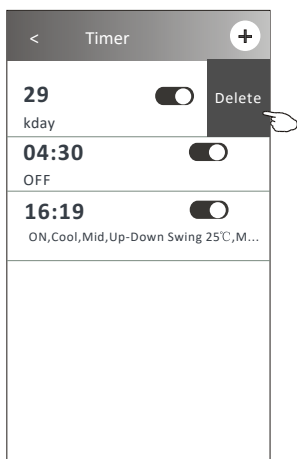 < Timer +
29 Delete
kday
04:30
OFF
16:19
ON,Cool,Mid,Up-Down Swing 25℃,M...